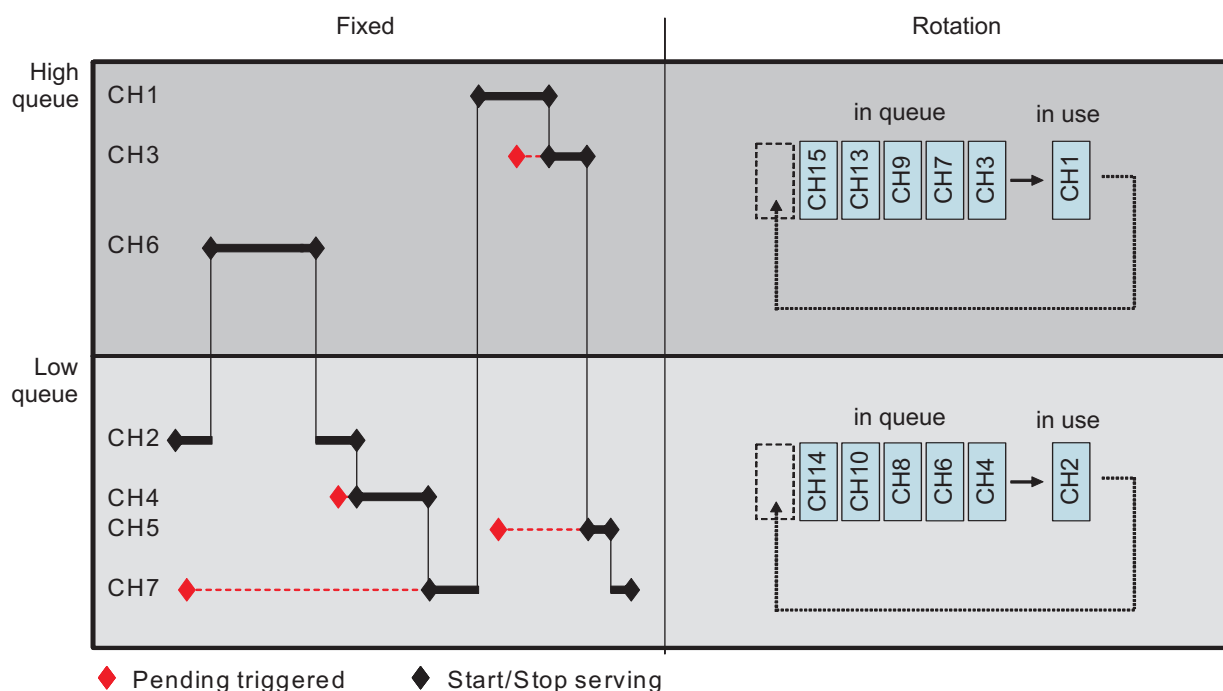 Fixed
Rotation
High
queue
CH1
CH3
CH6
in queue
in use
CH15
CH13
CH9
CH7
CH3
CH1
Low
queue
CH2
CH4
CH5
CH7
in queue
in use
CH14
CH10
CH8
CH6
CH4
CH2
Pending triggered
Start/Stop serving